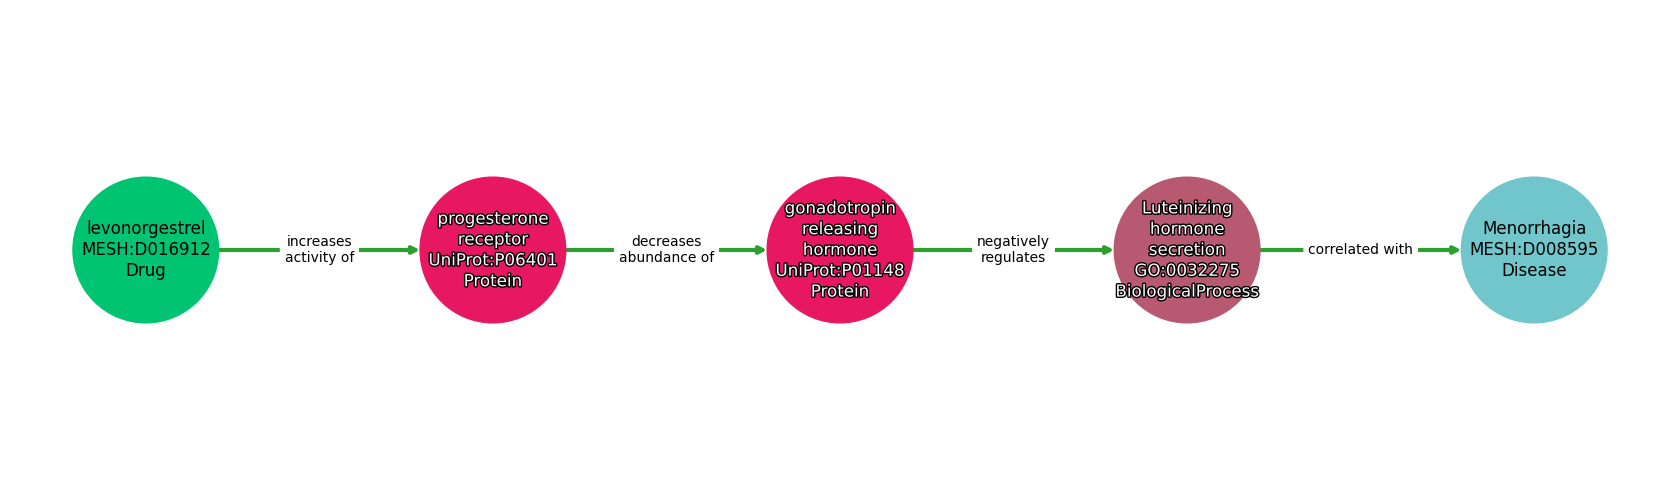 levonorgestrel
MESH:D016912
Drug
increases
activity of
progesterone
receptor
UniProt:P06401
Protein
decreases
abundance of
gonadotropin
releasing
hormone
UniProt:P01148
Protein
negatively
regulates
Luteinizing
hormone
secretion
GO:0032275
BiologicalProcess
correlated with
Menorrhagia
MESH:D008595
Disease